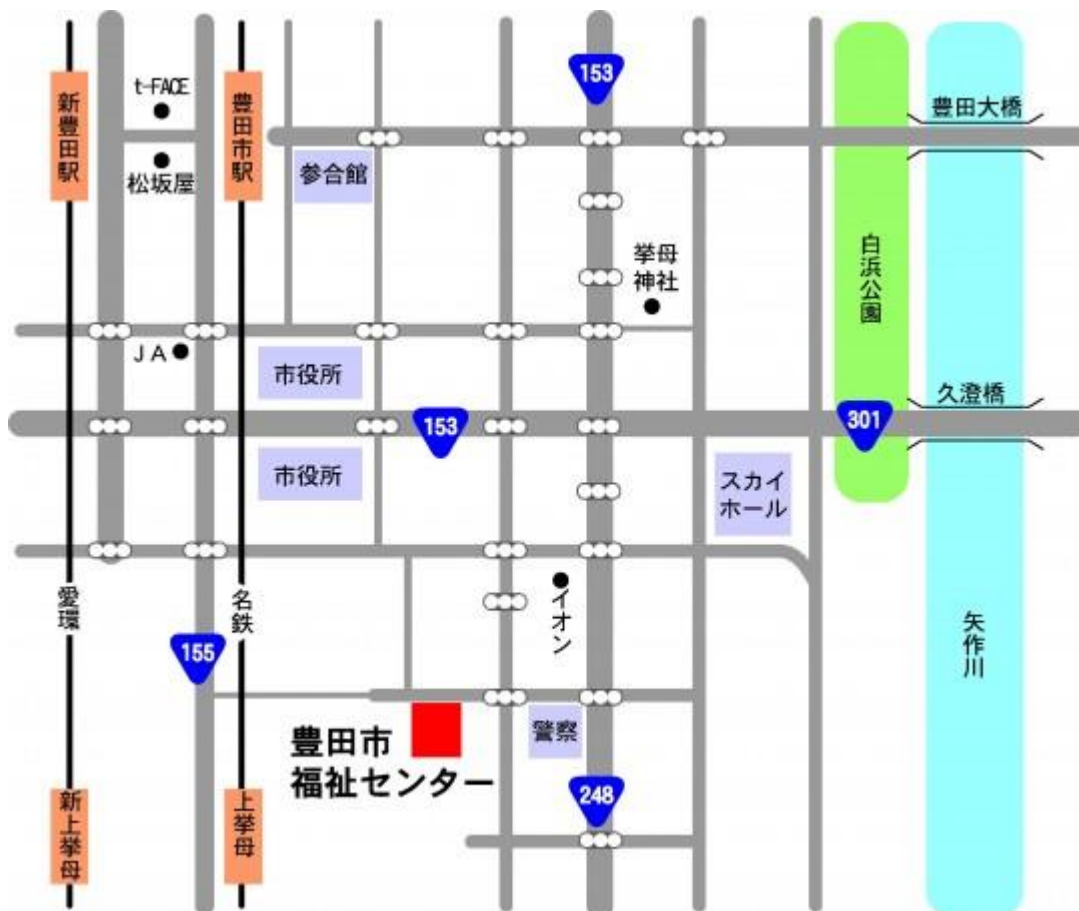 153
t-FACE
豊田大橋
新豊田駅
豊田市駅
松坂屋
参合館
挙母
神社
白浜公園
JA
市役所
久澄橋
153
301
市役所
スカイ
ホール
愛環
名鉄
イオン
矢作川
155
豊田市
福祉センター
警察
248
新上挙母
上挙母